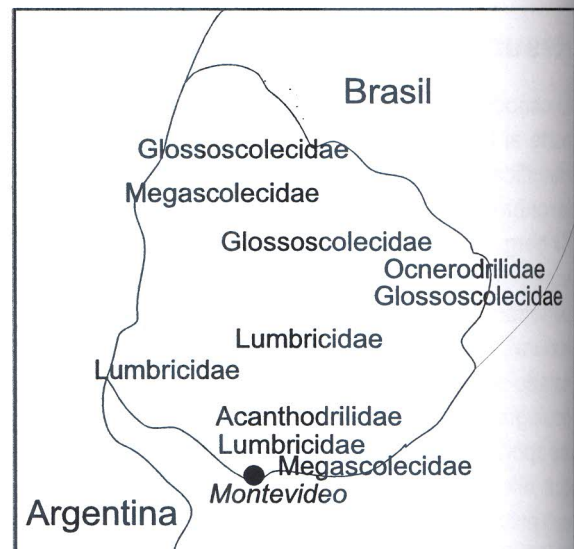 Brasil
Glossoscolecidae
Megascolecidae
Glossoscolecidae
Ocnerodrilidae
Glossoscolecidae
Lumbricidae
Lumbricidae
Acanthodrilidae
Lumbricidae
Megascolecidae
Montevideo
Argentina